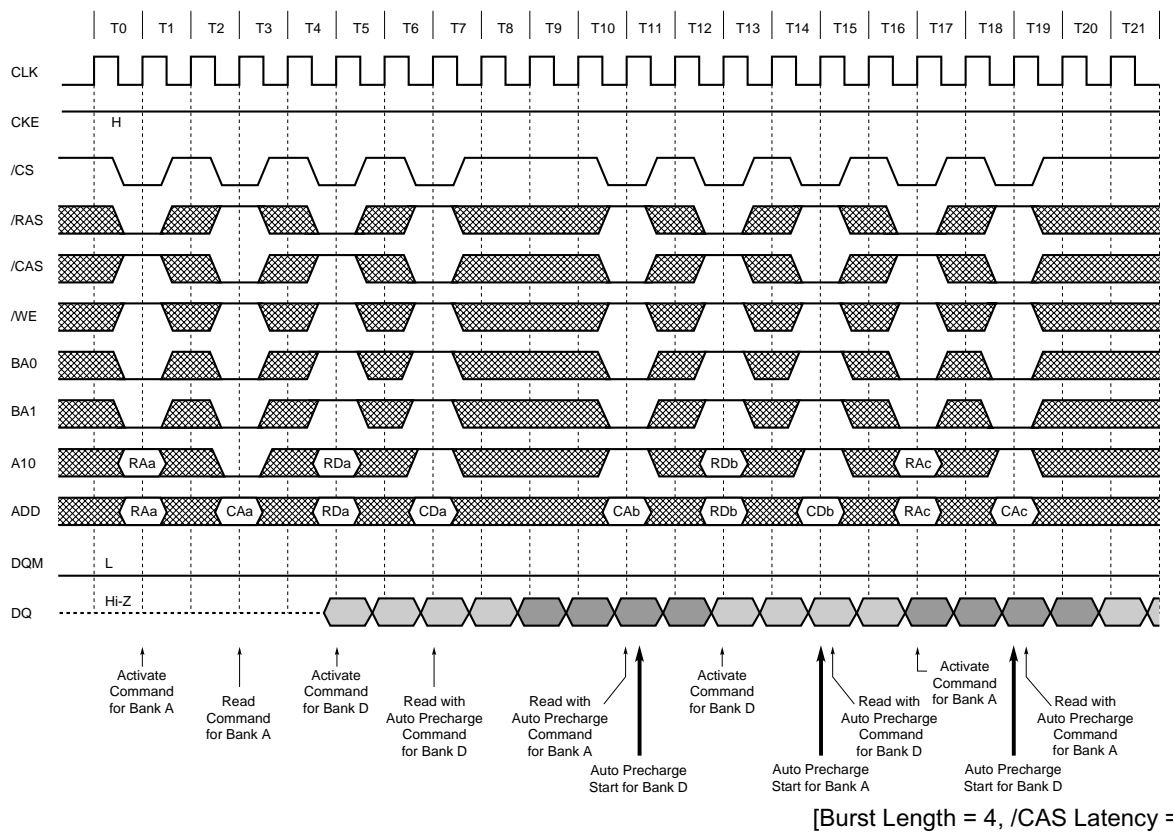 T0 T1 T2 T3 T4 T5 T6 T7 T8 T9 T10 T11 T12 T13 T14 T15 T16 T17 T18 T19 T20 T21
CLK
CKE H
/CS
/RAS
/CAS
/WE
BA0
BA1
A10 RAa RDa RDb RAc
ADD RAa CAa RDa CDa CAb RDb CDb RAc CAc
DQM L
DQ Hi-Z
Activate
Command
for Bank A
Read
Command
for Bank A
Activate
Command
for Bank D
Read with
Auto Precharge
Command
for Bank D
Read with
Auto Precharge
Command
for Bank A
Auto Precharge
Start for Bank D
Activate
Command
for Bank D
Auto Precharge
Start for Bank A
Read with
Auto Precharge
Command
for Bank D
Activate
Command
for Bank A
Auto Precharge
Start for Bank D
Read with
Auto Precharge
Command
for Bank A
[Burst Length = 4, /CAS Latency =